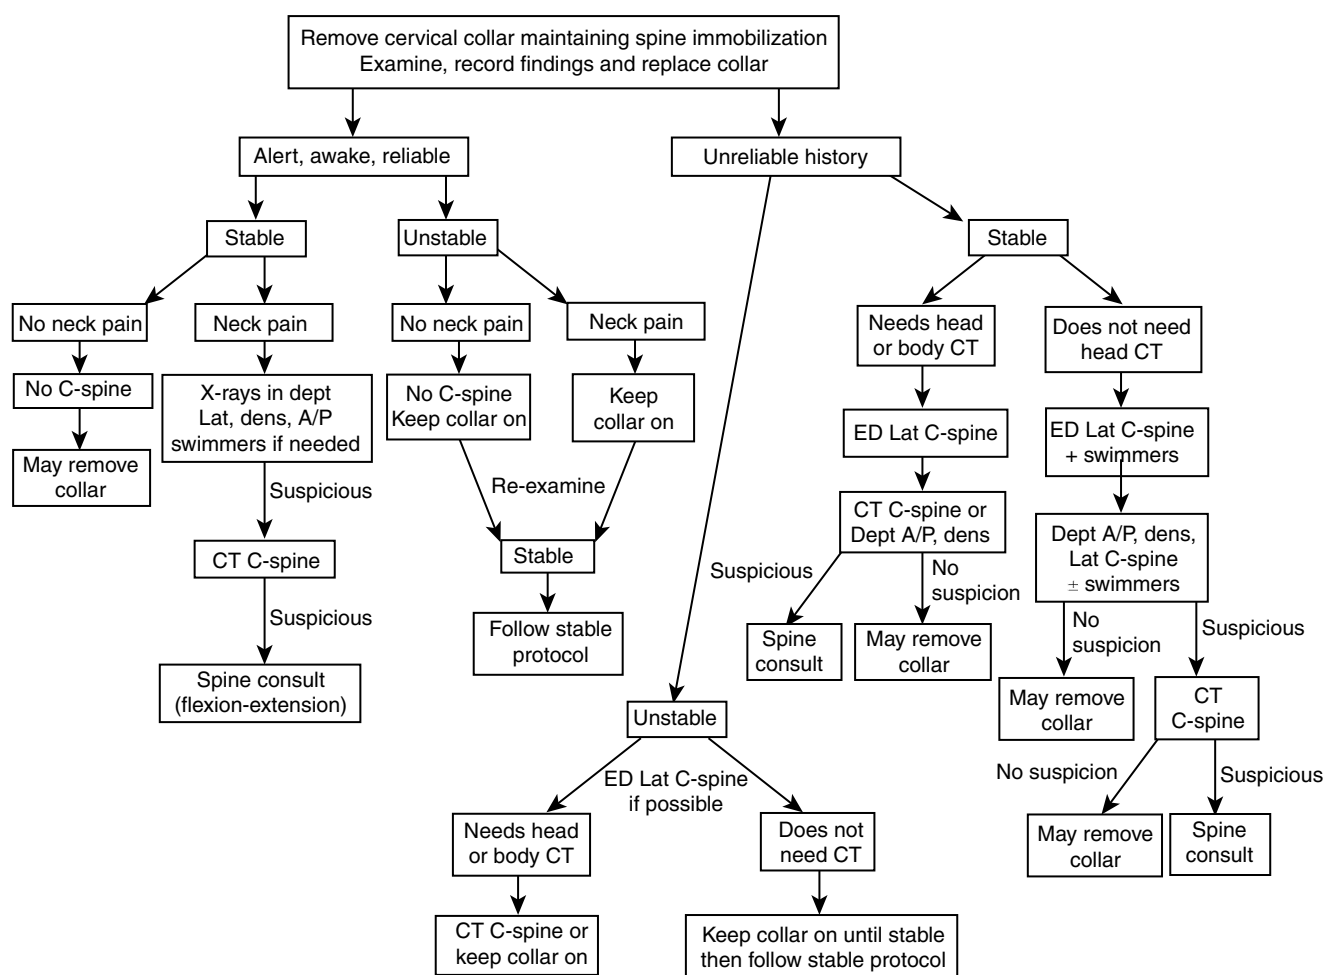 Remove cervical collar maintaining spine immobilization
Examine, record findings and replace collar
Alert, awake, reliable
Unreliable history
Stable
Unstable
Stable
No neck pain
Neck pain
No neck pain
Neck pain
Needs head
or body CT
Does not need
head CT
No C-spine
X-rays in dept
Lat, dens, A/P
swimmers if needed
No C-spine
Keep collar on
Keep
collar on
ED Lat C-spine
ED Lat C-spine
+ swimmers
May remove
collar
Suspicious
Re-examine
CT C-spine or
Dept A/P, dens
Dept A/P, dens,
Lat C-spine
± swimmers
CT C-spine
Stable
Suspicious
No
suspicion
Suspicious
Follow stable
protocol
Spine
consult
May remove
collar
No
suspicion
Suspicious
Spine consult
(flexion-extension)
May remove
collar
CT
C-spine
Unstable
ED Lat C-spine
if possible
No suspicion
Suspicious
Needs head
or body CT
Does not
need CT
May remove
collar
Spine
consult
CT C-spine or
keep collar on
Keep collar on until stable
then follow stable protocol